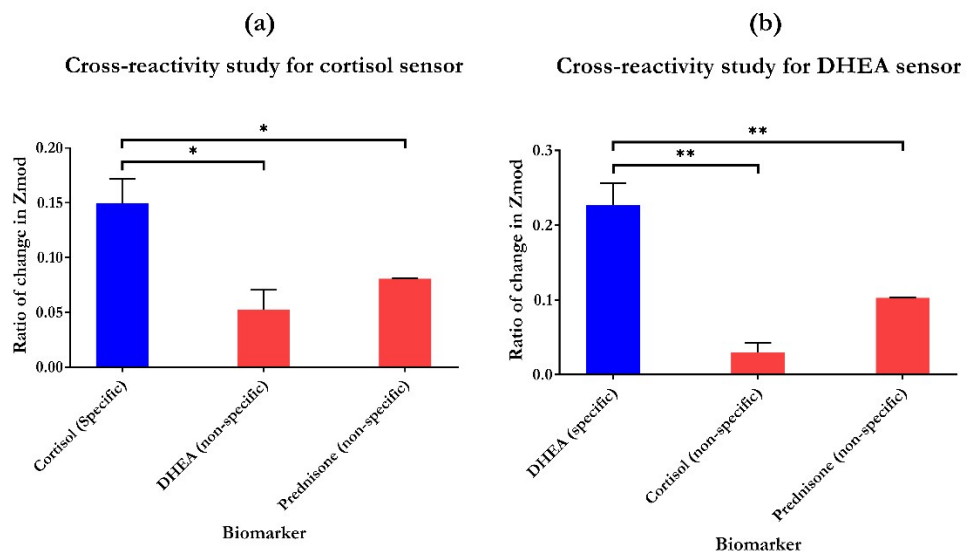 (a)
Cross-reactivity study for cortisol sensor
*
*
0.20
0.15
0.10
0.05
0.00
Ratio of change in Zmod
Cortisol (Specific)
DHEA (non-specific)
Prednisone (non-specific)
Biomarker
(b)
Cross-reactivity study for DHEA sensor
**
**
0.3
0.2
0.1
0.0
Ratio of change in Zmod
DHEA (specific)
Cortisol (non-specific)
Prednisone (non-specific)
Biomarker